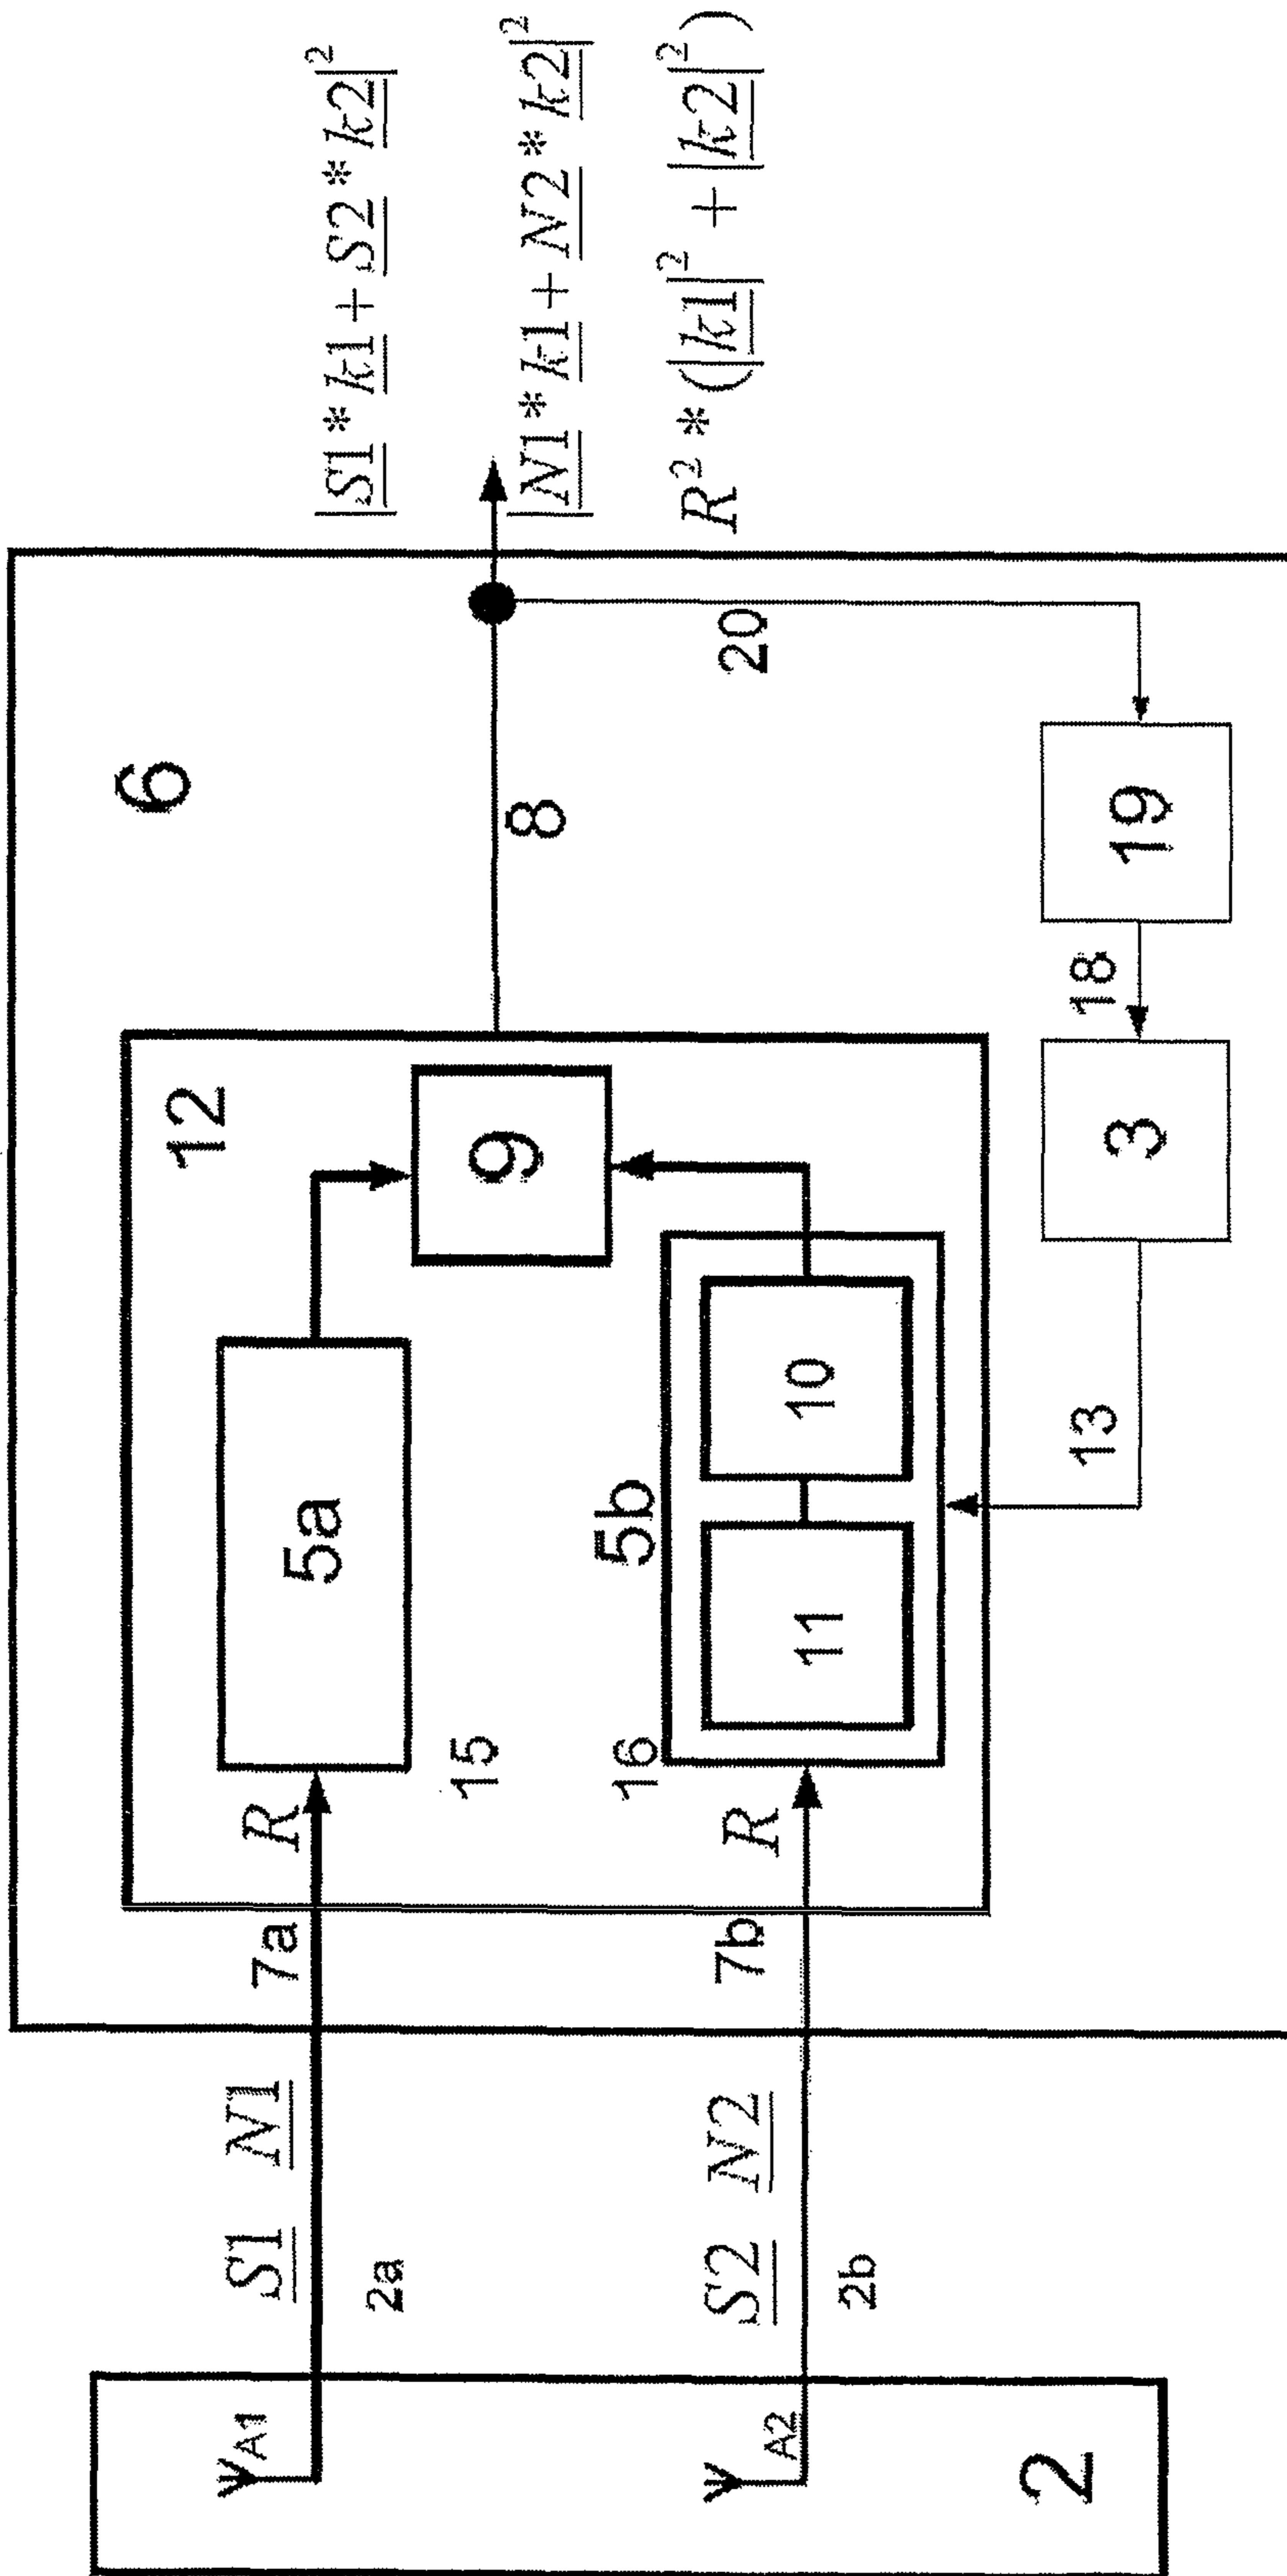 |S1*k1+S2*k2|²
|N1*k1+N2*k2|²
R²*(|k1|²+|k2|²)
6
12
8
20
9
5a
5b
10
11
19
18
3
13
15
16
R
R
7a
7b
S1 N1
S2 N2
2a
2b
A1
A2
2